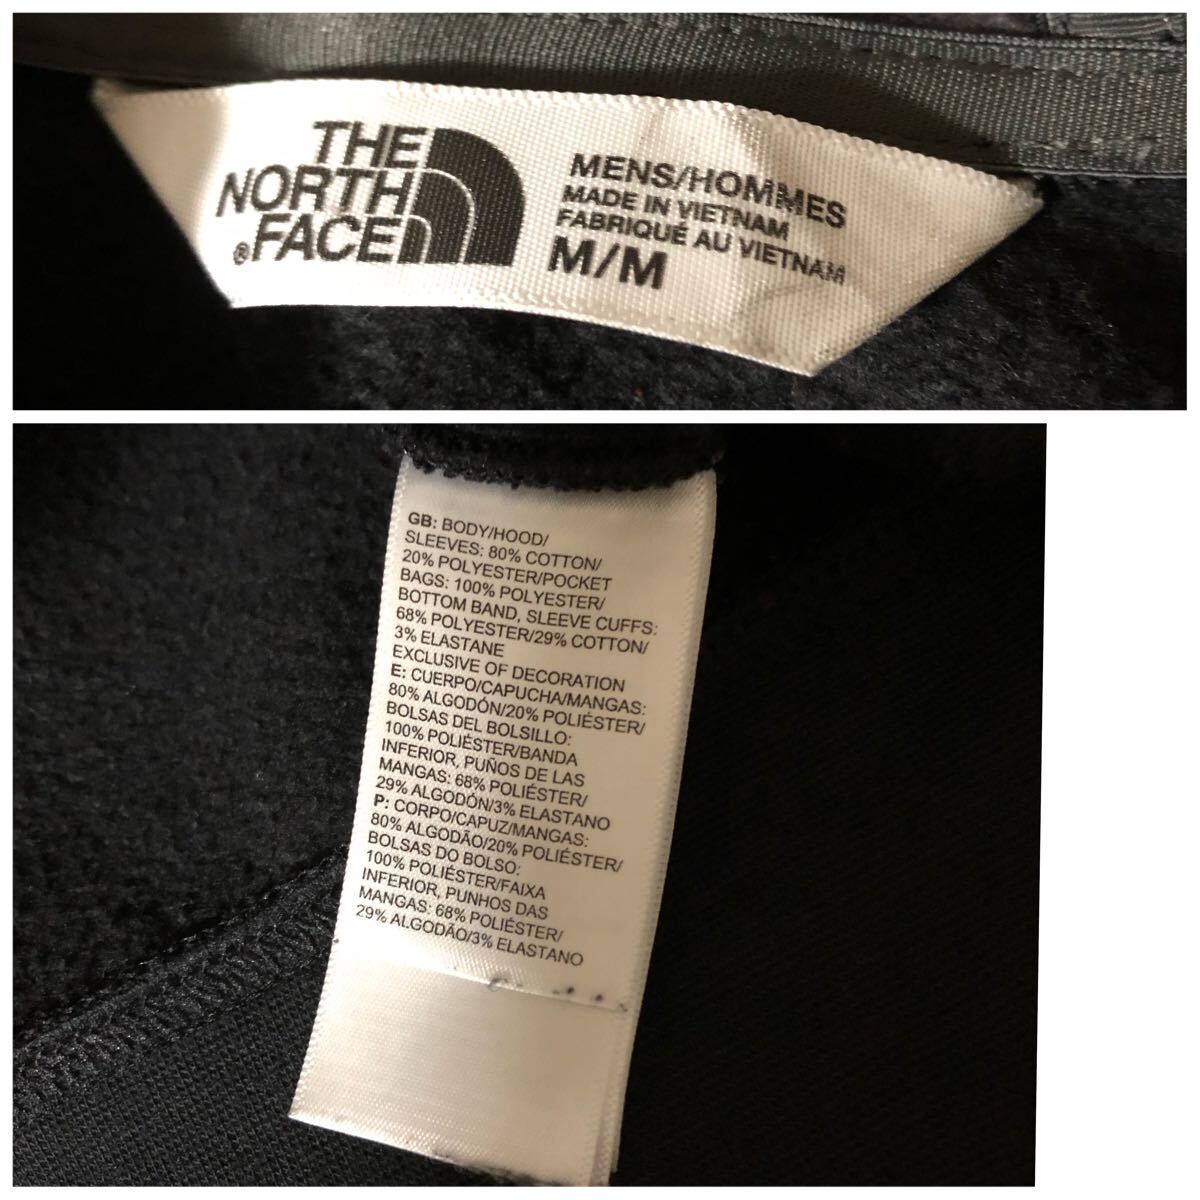 THE
NORTH
FACE
®
MENS/HOMMES
MADE IN VIETNAM
FABRIQUÉ AU VIETNAM
M/M
GB: BODY/HOOD/
SLEEVES: 80% COTTON/
20% POLYESTER/POCKET
BAGS: 100% POLYESTER/
BOTTOM BAND, SLEEVE CUFFS:
68% POLYESTER/29% COTTON/
3% ELASTANE
EXCLUSIVE OF DECORATION
E: CUERPO/CAPUCHA/MANGAS:
80% ALGODÓN/20% POLIÉSTER/
BOLSAS DEL BOLSILLO:
100% POLIÉSTER/BANDA
INFERIOR, PUÑOS DE LAS
MANGAS: 68% POLIÉSTER/
29% ALGODÓN/3% ELASTANO
P: CORPO/CAPUZ/MANGAS:
80% ALGODÃO/20% POLIÉSTER/
BOLSAS DO BOLSO:
100% POLIÉSTER/FAIXA
INFERIOR, PUNHOS DAS
MANGAS: 68% POLIÉSTER/
29% ALGODÃO/3% ELASTANO